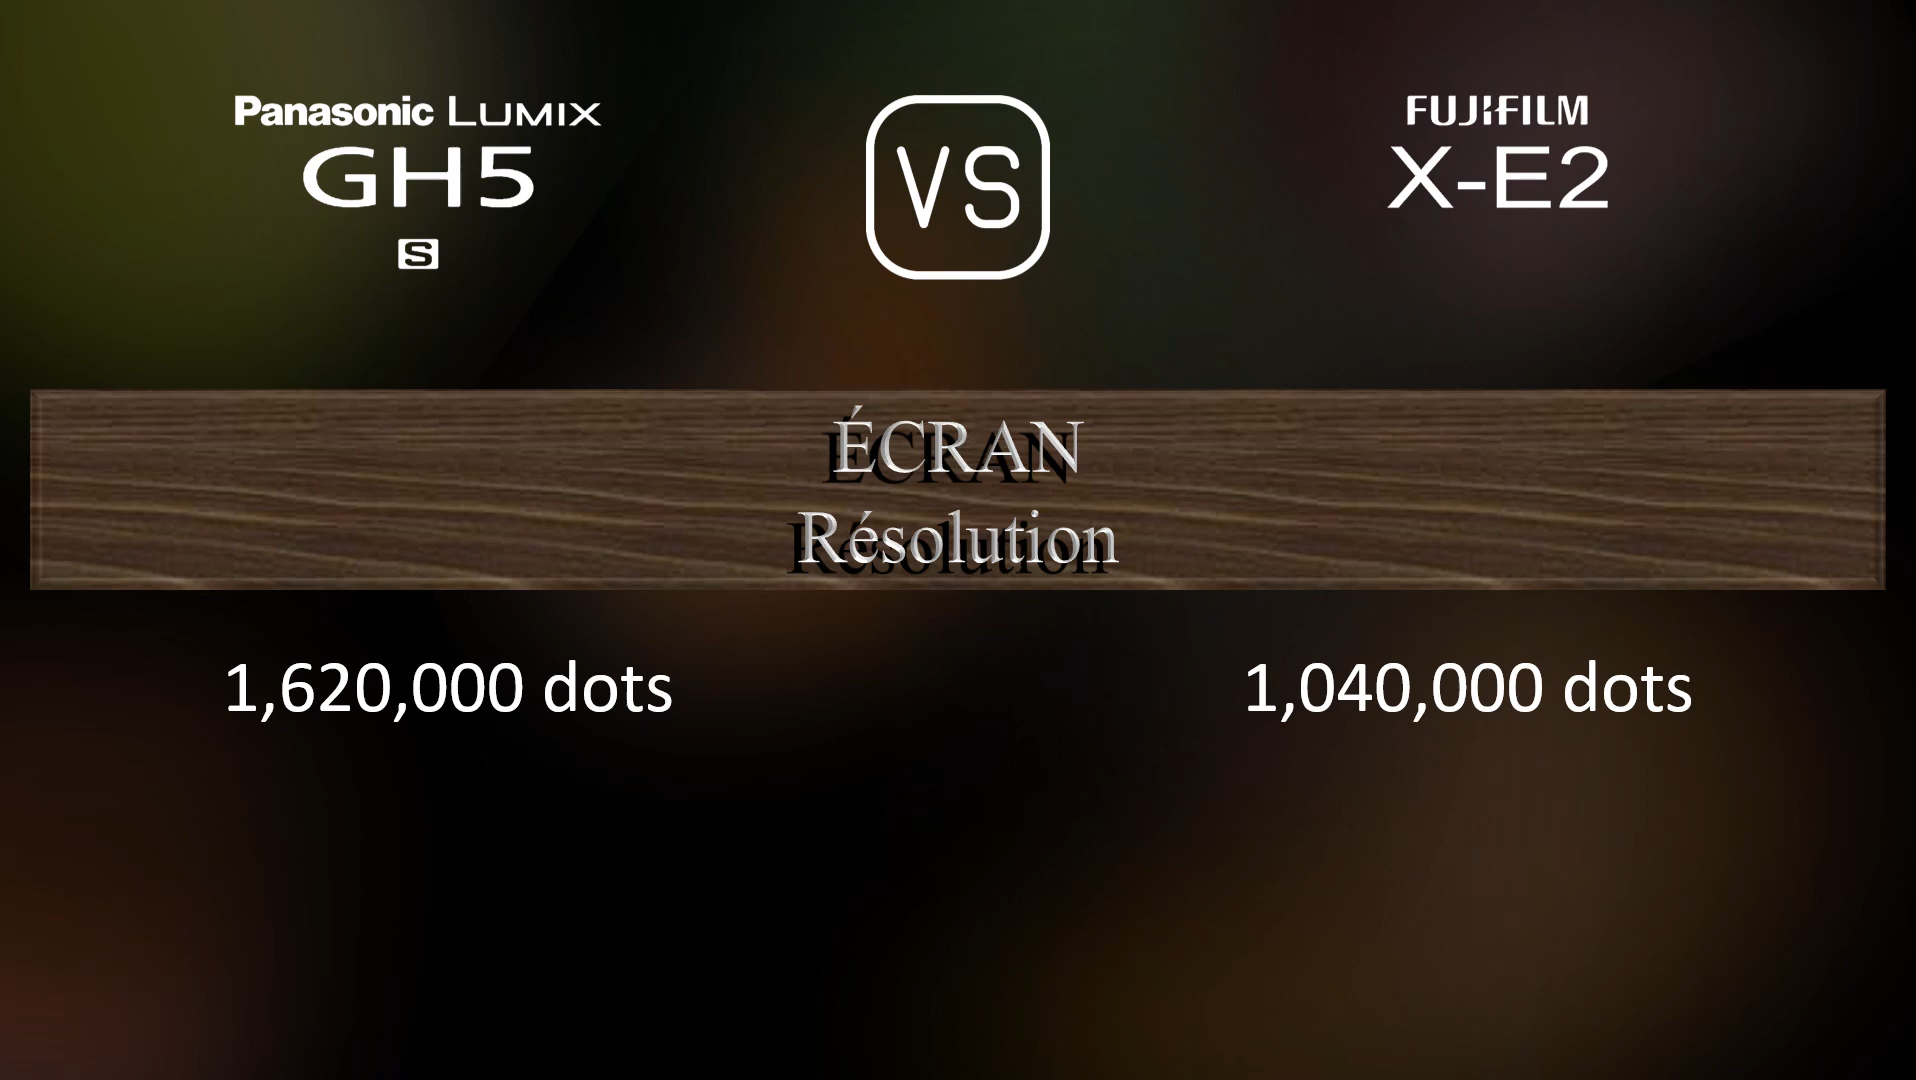 Panasonic LUMIX
GH5
S
VS
FUJIFILM
X-E2
ÉCRAN
Résolution
1,620,000 dots
1,040,000 dots